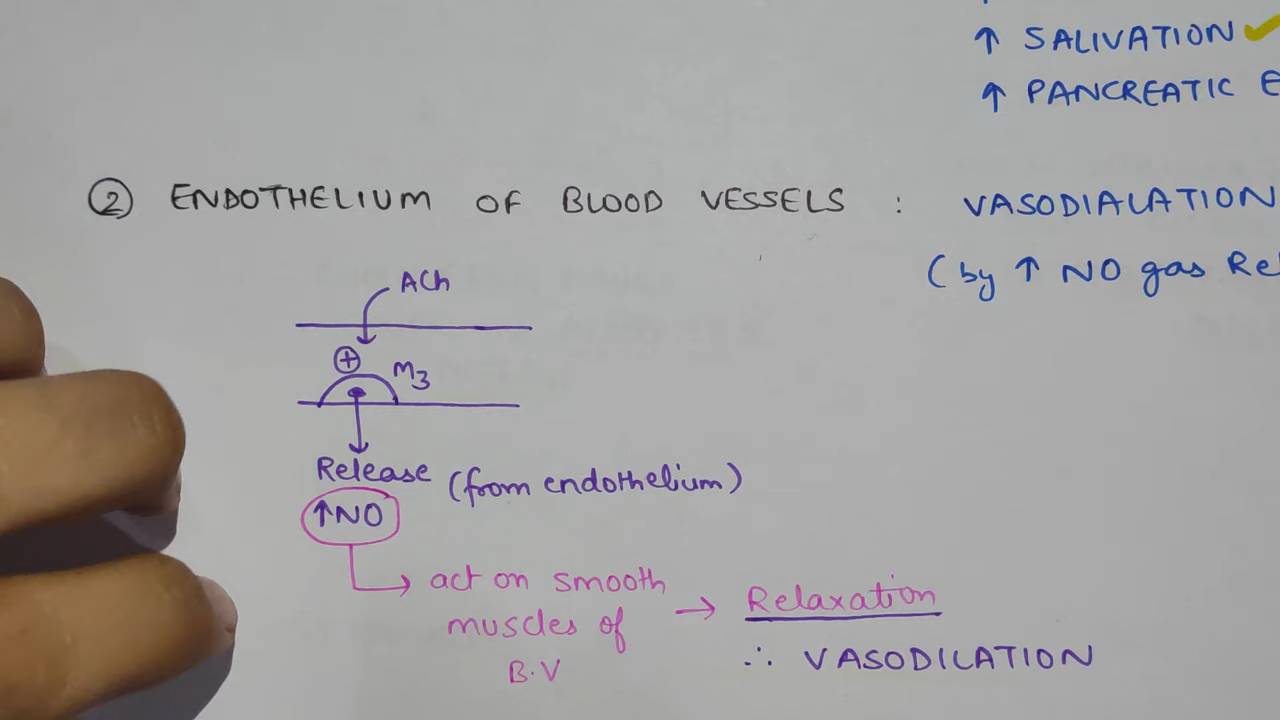 ↑ SALIVATION
↑ PANCREATIC
② ENDOTHELIUM OF BLOOD VESSELS : VASODIALATION
(by ↑ NO gas
ACh
⊕ M3
Release (from endothelium)
↑NO
act on smooth → Relaxation
muscles of
B.V ∴ VASODILATION